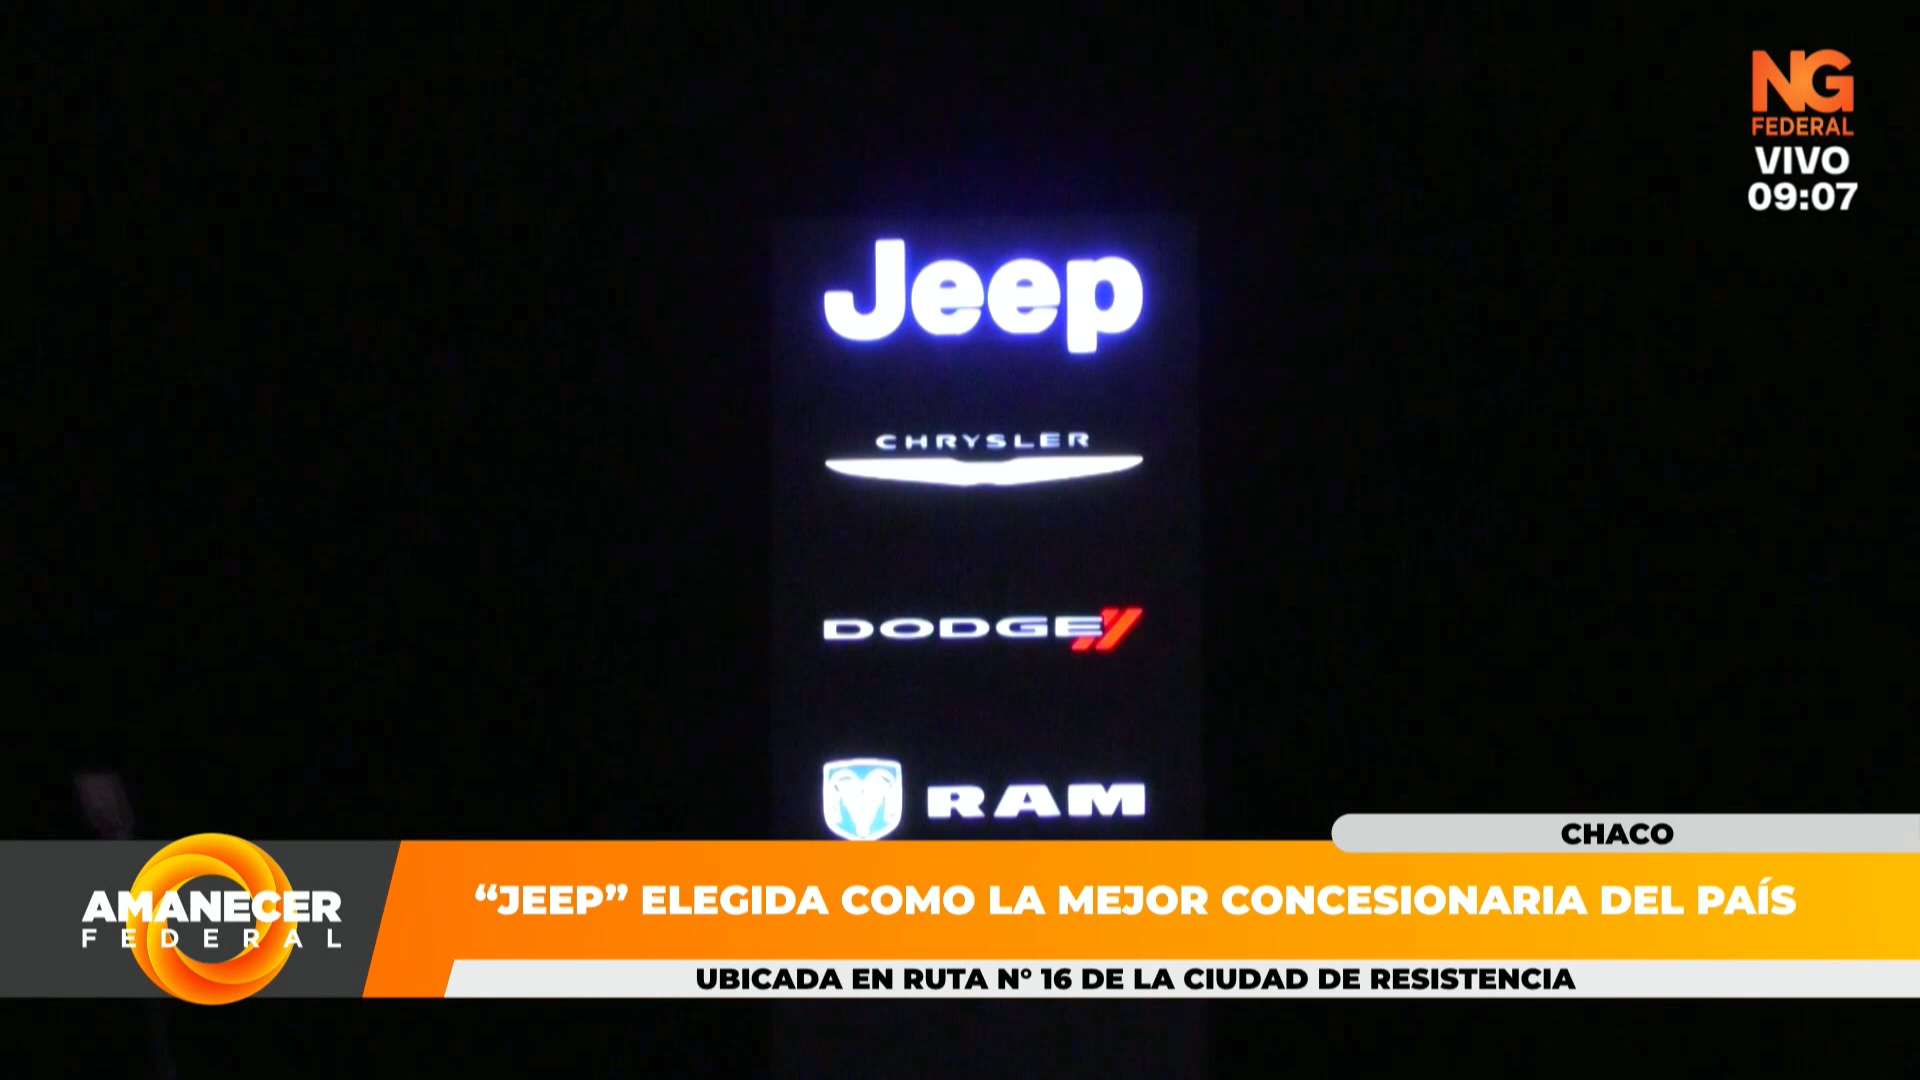 NG
FEDERAL
VIVO
09:07
Jeep
CHRYSLER
DODGE
RAM
CHACO
“JEEP” ELEGIDA COMO LA MEJOR CONCESIONARIA DEL PAÍS
UBICADA EN RUTA N° 16 DE LA CIUDAD DE RESISTENCIA
AMANECER
FEDERAL